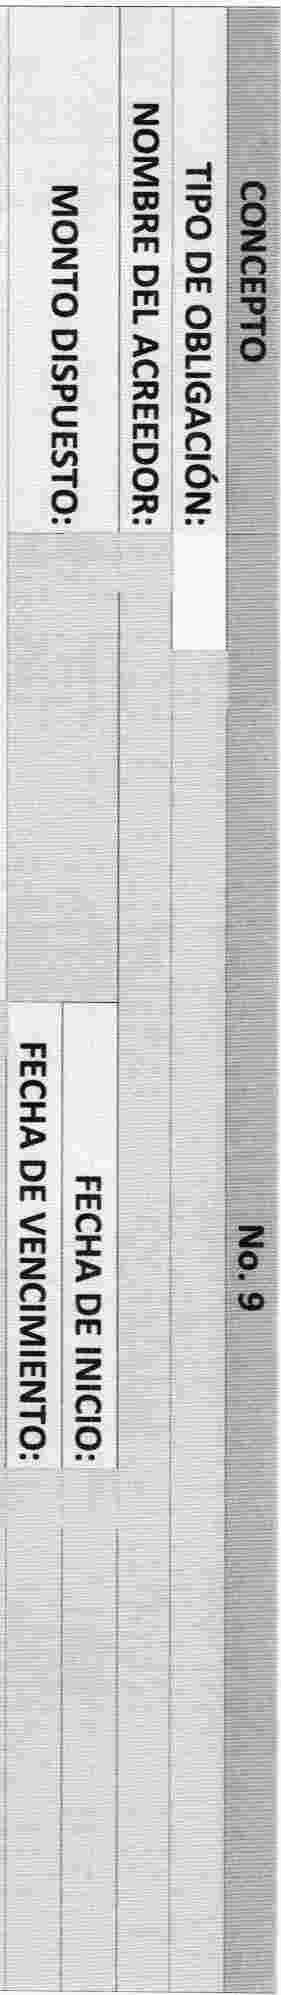 CONCEPTO No. 9
TIPO DE OBLIGACIÓN:
NOMBRE DEL ACREEDOR:
MONTO DISPUESTO: FECHA DE INICIO:
FECHA DE VENCIMIENTO: